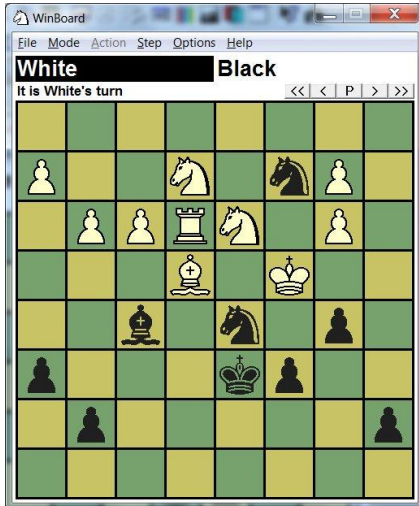 WinBoard
File Mode Action Step Options Help
White Black
It is White's turn << < P > >>